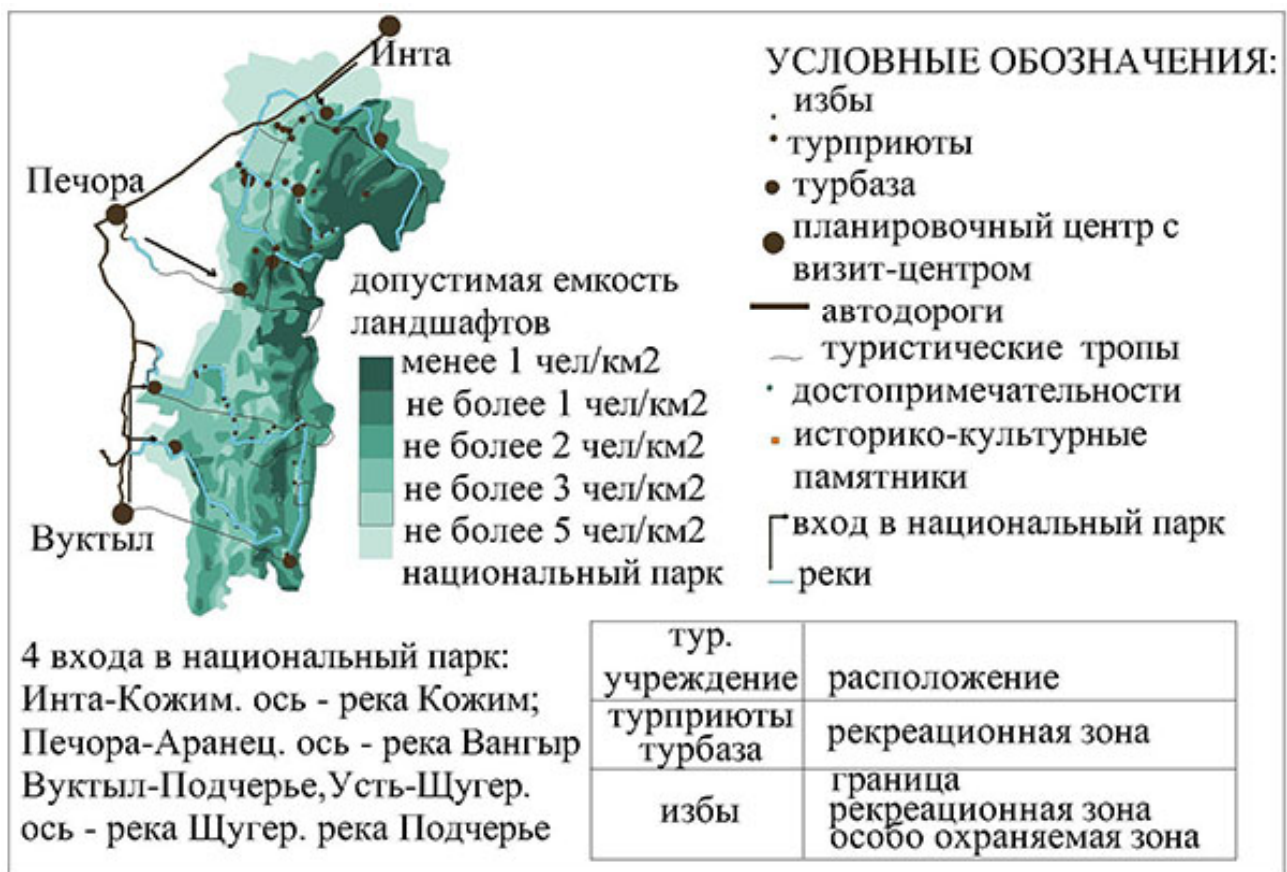 Инта
Печора
Вуктыл
допустимая емкость
ландшафтов
менее 1 чел/км2
не более 1 чел/км2
не более 2 чел/км2
не более 3 чел/км2
не более 5 чел/км2
национальный парк
УСЛОВНЫЕ ОБОЗНАЧЕНИЯ:
избы
турприюты
турбаза
планировочный центр с
визит-центром
автодороги
туристические тропы
достопримечательности
историко-культурные
памятники
вход в национальный парк
реки
4 входа в национальный парк:
Инта-Кожим. ось - река Кожим;
Печора-Аранец. ось - река Вангыр
Вуктыл-Подчерье,Усть-Щугер.
ось - река Щугер. река Подчерье
тур.
учреждение расположение
турприюты
турбаза
рекреационная зона
избы
граница
рекреационная зона
особо охраняемая зона